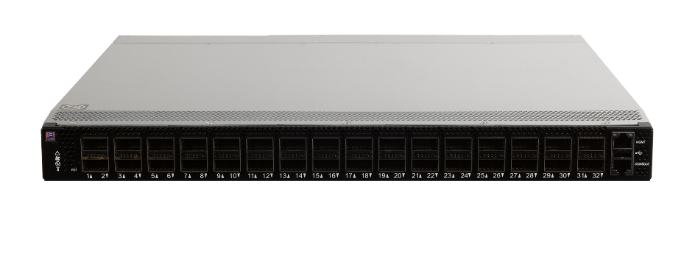 MGMT
1▲ 2▼ 3▲ 4▼ 5▲ 6▼ 7▲ 8▼ 9▲ 10▼ 11▲ 12▼ 13▲ 14▼ 15▲ 16▼ 17▲ 18▼ 19▲ 20▼ 21▲ 22▼ 23▲ 24▼ 25▲ 26▼ 27▲ 28▼ 29▲ 30▼ 31▲ 32▼